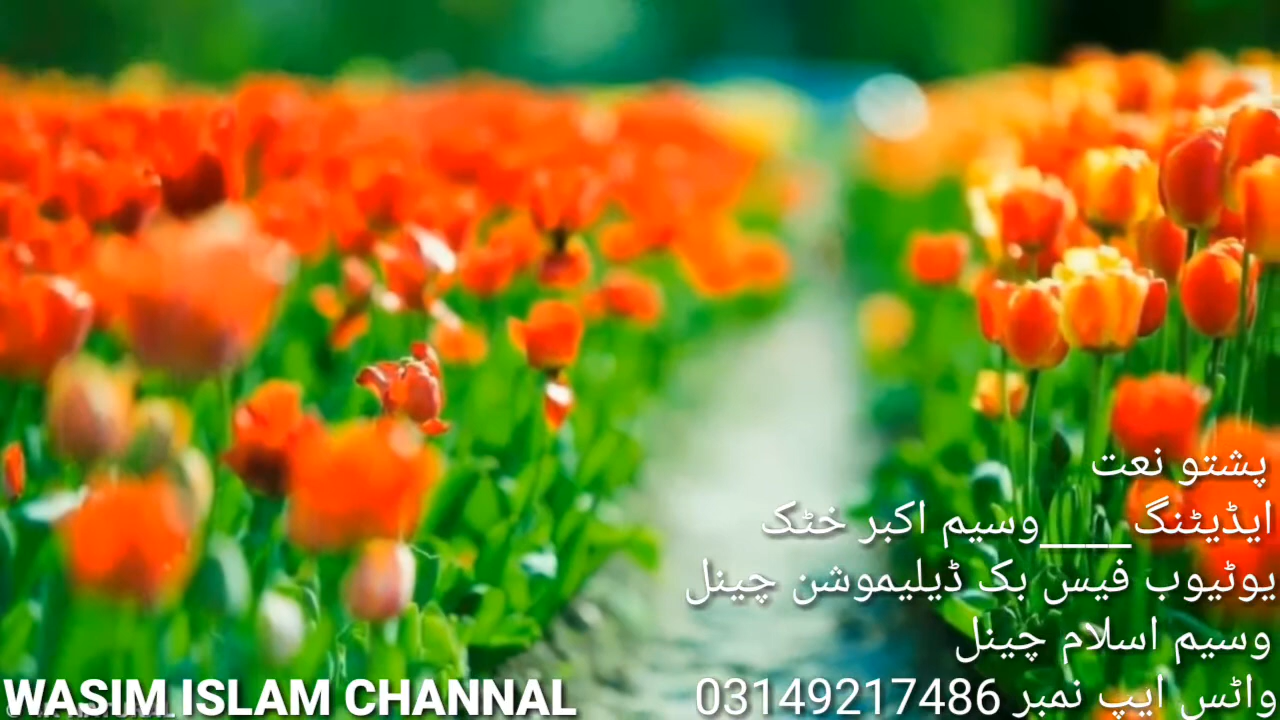 پشتو نعت
ایڈیٹنگ____وسیم اکبر خٹک
یوٹیوب فیس بک ڈیلیموشن چینل
وسیم اسلام چینل
واٹس ایپ نمبر 03149217486
WASIM ISLAM CHANNAL